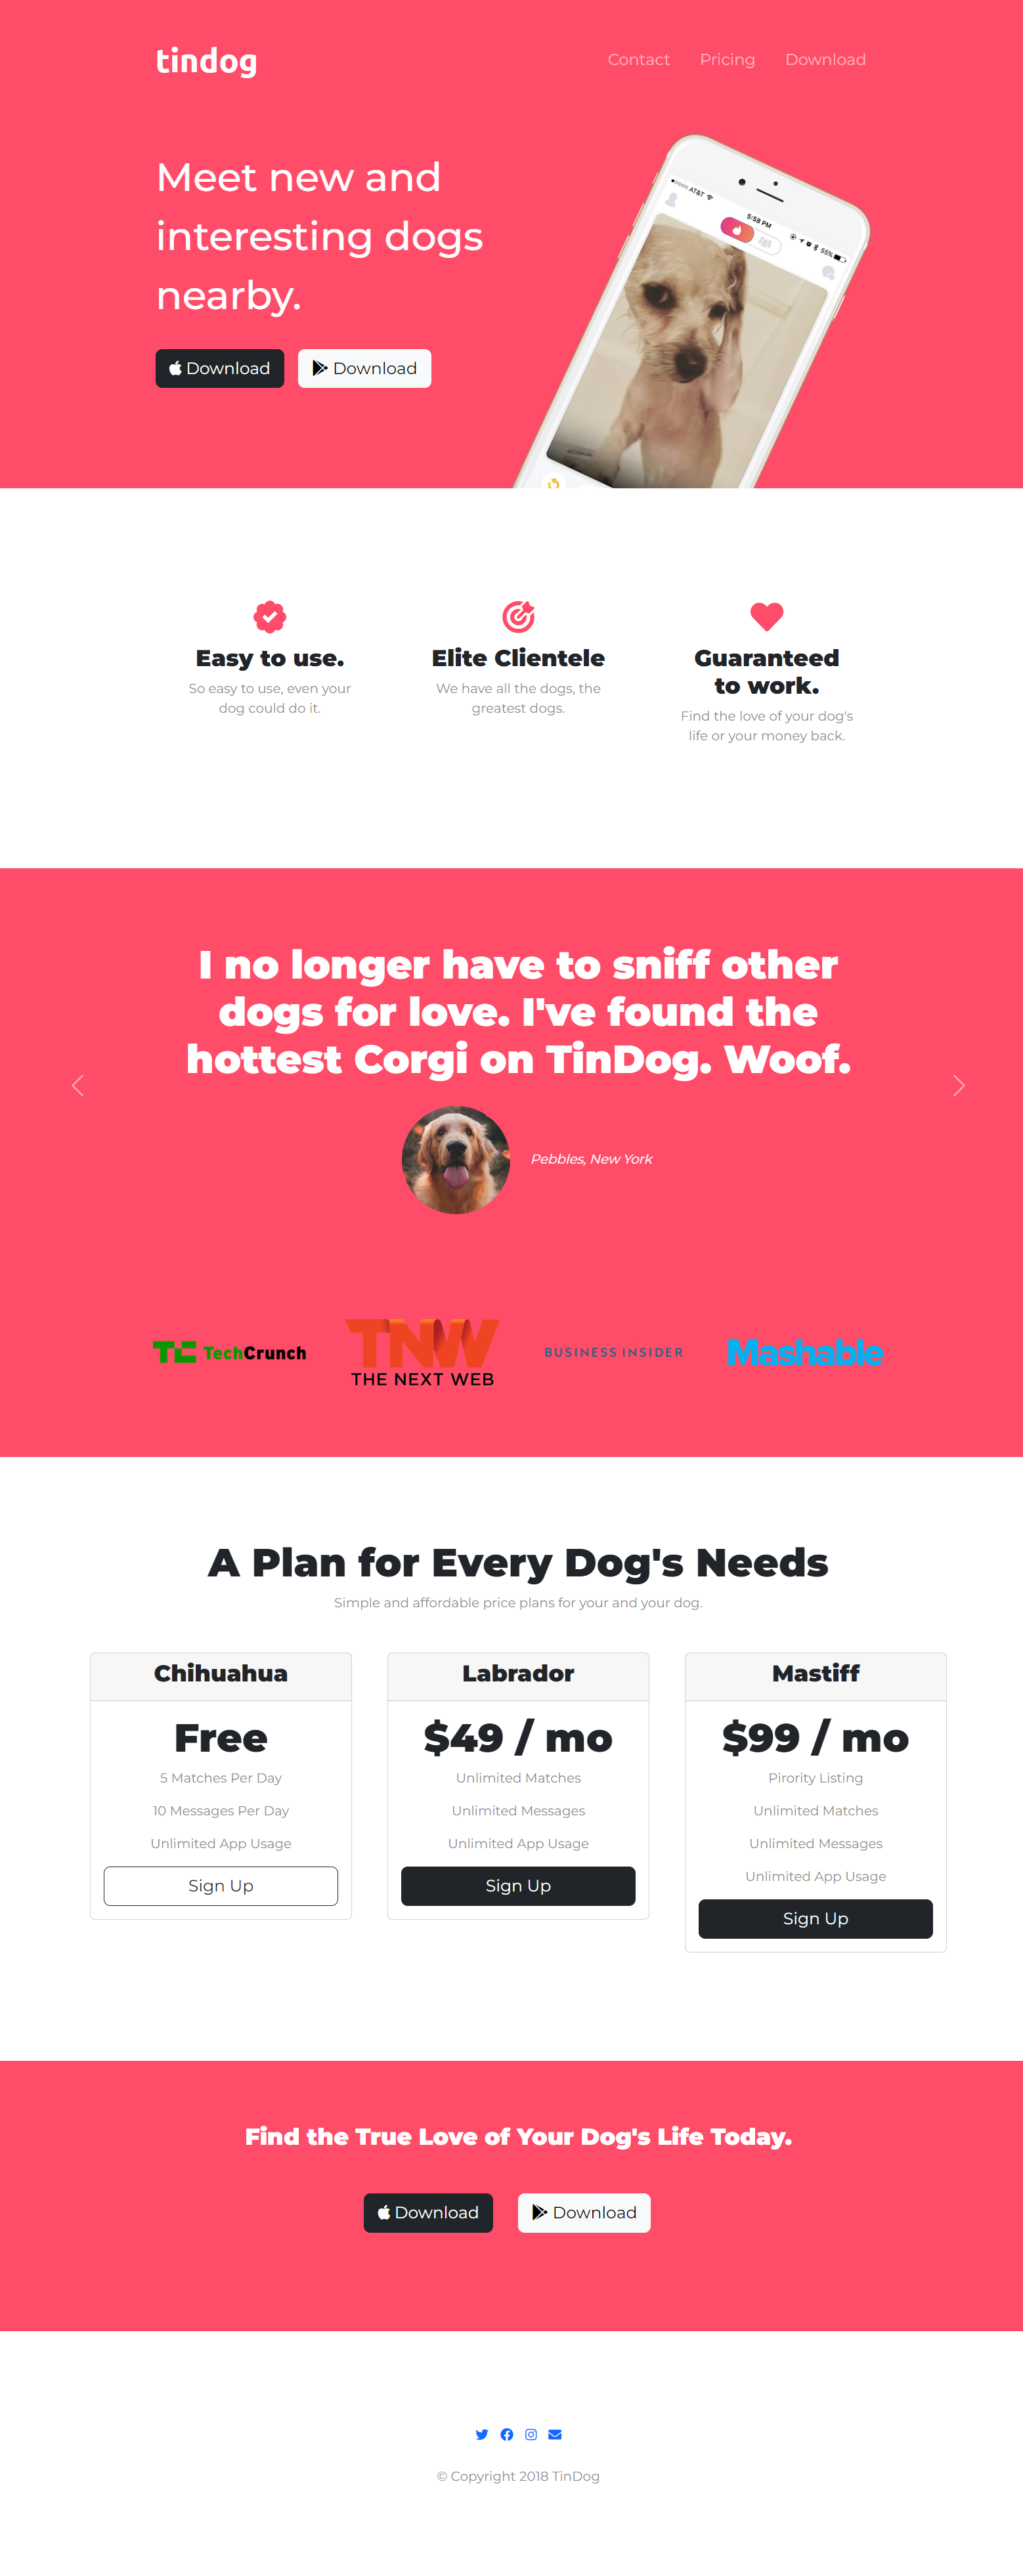 tindog
Contact Pricing Download
Meet new and
interesting dogs
nearby.
Download Download
AT&T 5:58 PM 55%
Easy to use.
So easy to use, even your
dog could do it.
Elite Clientele
We have all the dogs, the
greatest dogs.
Guaranteed
to work.
Find the love of your dog's
life or your money back.
I no longer have to sniff other
dogs for love. I've found the
hottest Corgi on TinDog. Woof.
Pebbles, New York
TC TechCrunch
TNW
THE NEXT WEB
BUSINESS INSIDER
Mashable
A Plan for Every Dog's Needs
Simple and affordable price plans for your and your dog.
Chihuahua
Free
5 Matches Per Day
10 Messages Per Day
Unlimited App Usage
Sign Up
Labrador
$49 / mo
Unlimited Matches
Unlimited Messages
Unlimited App Usage
Sign Up
Mastiff
$99 / mo
Pirority Listing
Unlimited Matches
Unlimited Messages
Unlimited App Usage
Sign Up
Find the True Love of Your Dog's Life Today.
Download Download
© Copyright 2018 TinDog